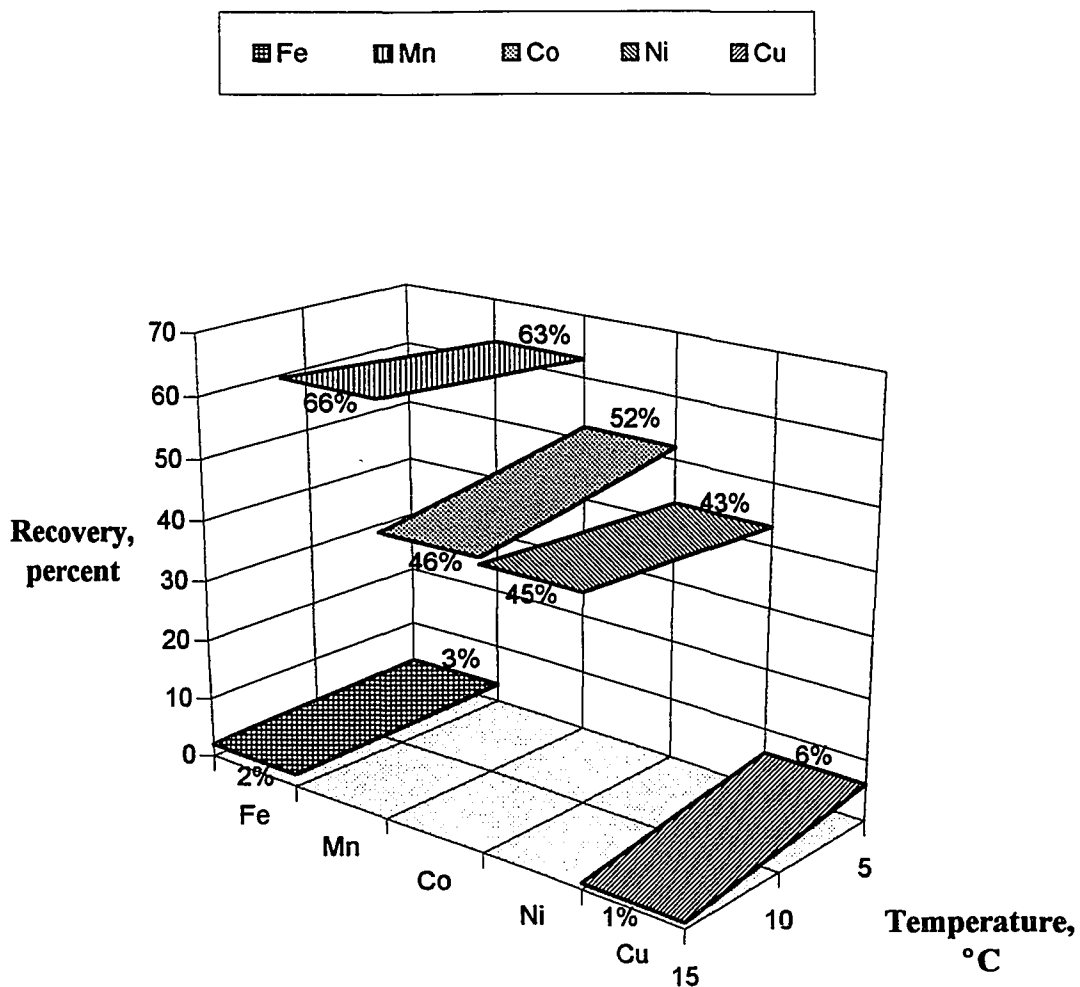 Fe Mn Co Ni Cu
70
60
50
40
30
20
10
0
Recovery,
percent
63%
66%
52%
46%
43%
45%
3%
2%
6%
1%
Fe
Mn
Co
Ni
Cu
5
10
15
Temperature,
°C